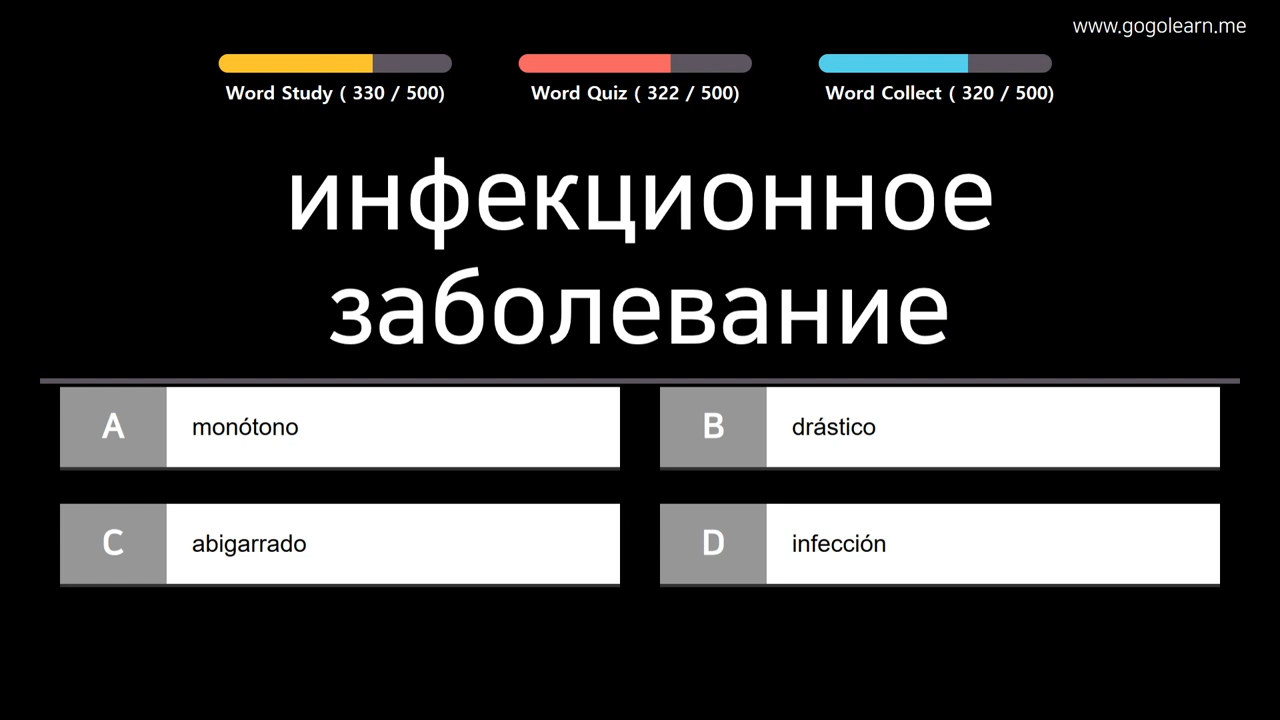 www.gogolearn.me
Word Study ( 330 / 500)
Word Quiz ( 322 / 500)
Word Collect ( 320 / 500)
инфекционное
заболевание
A monótono
B drástico
C abigarrado
D infección